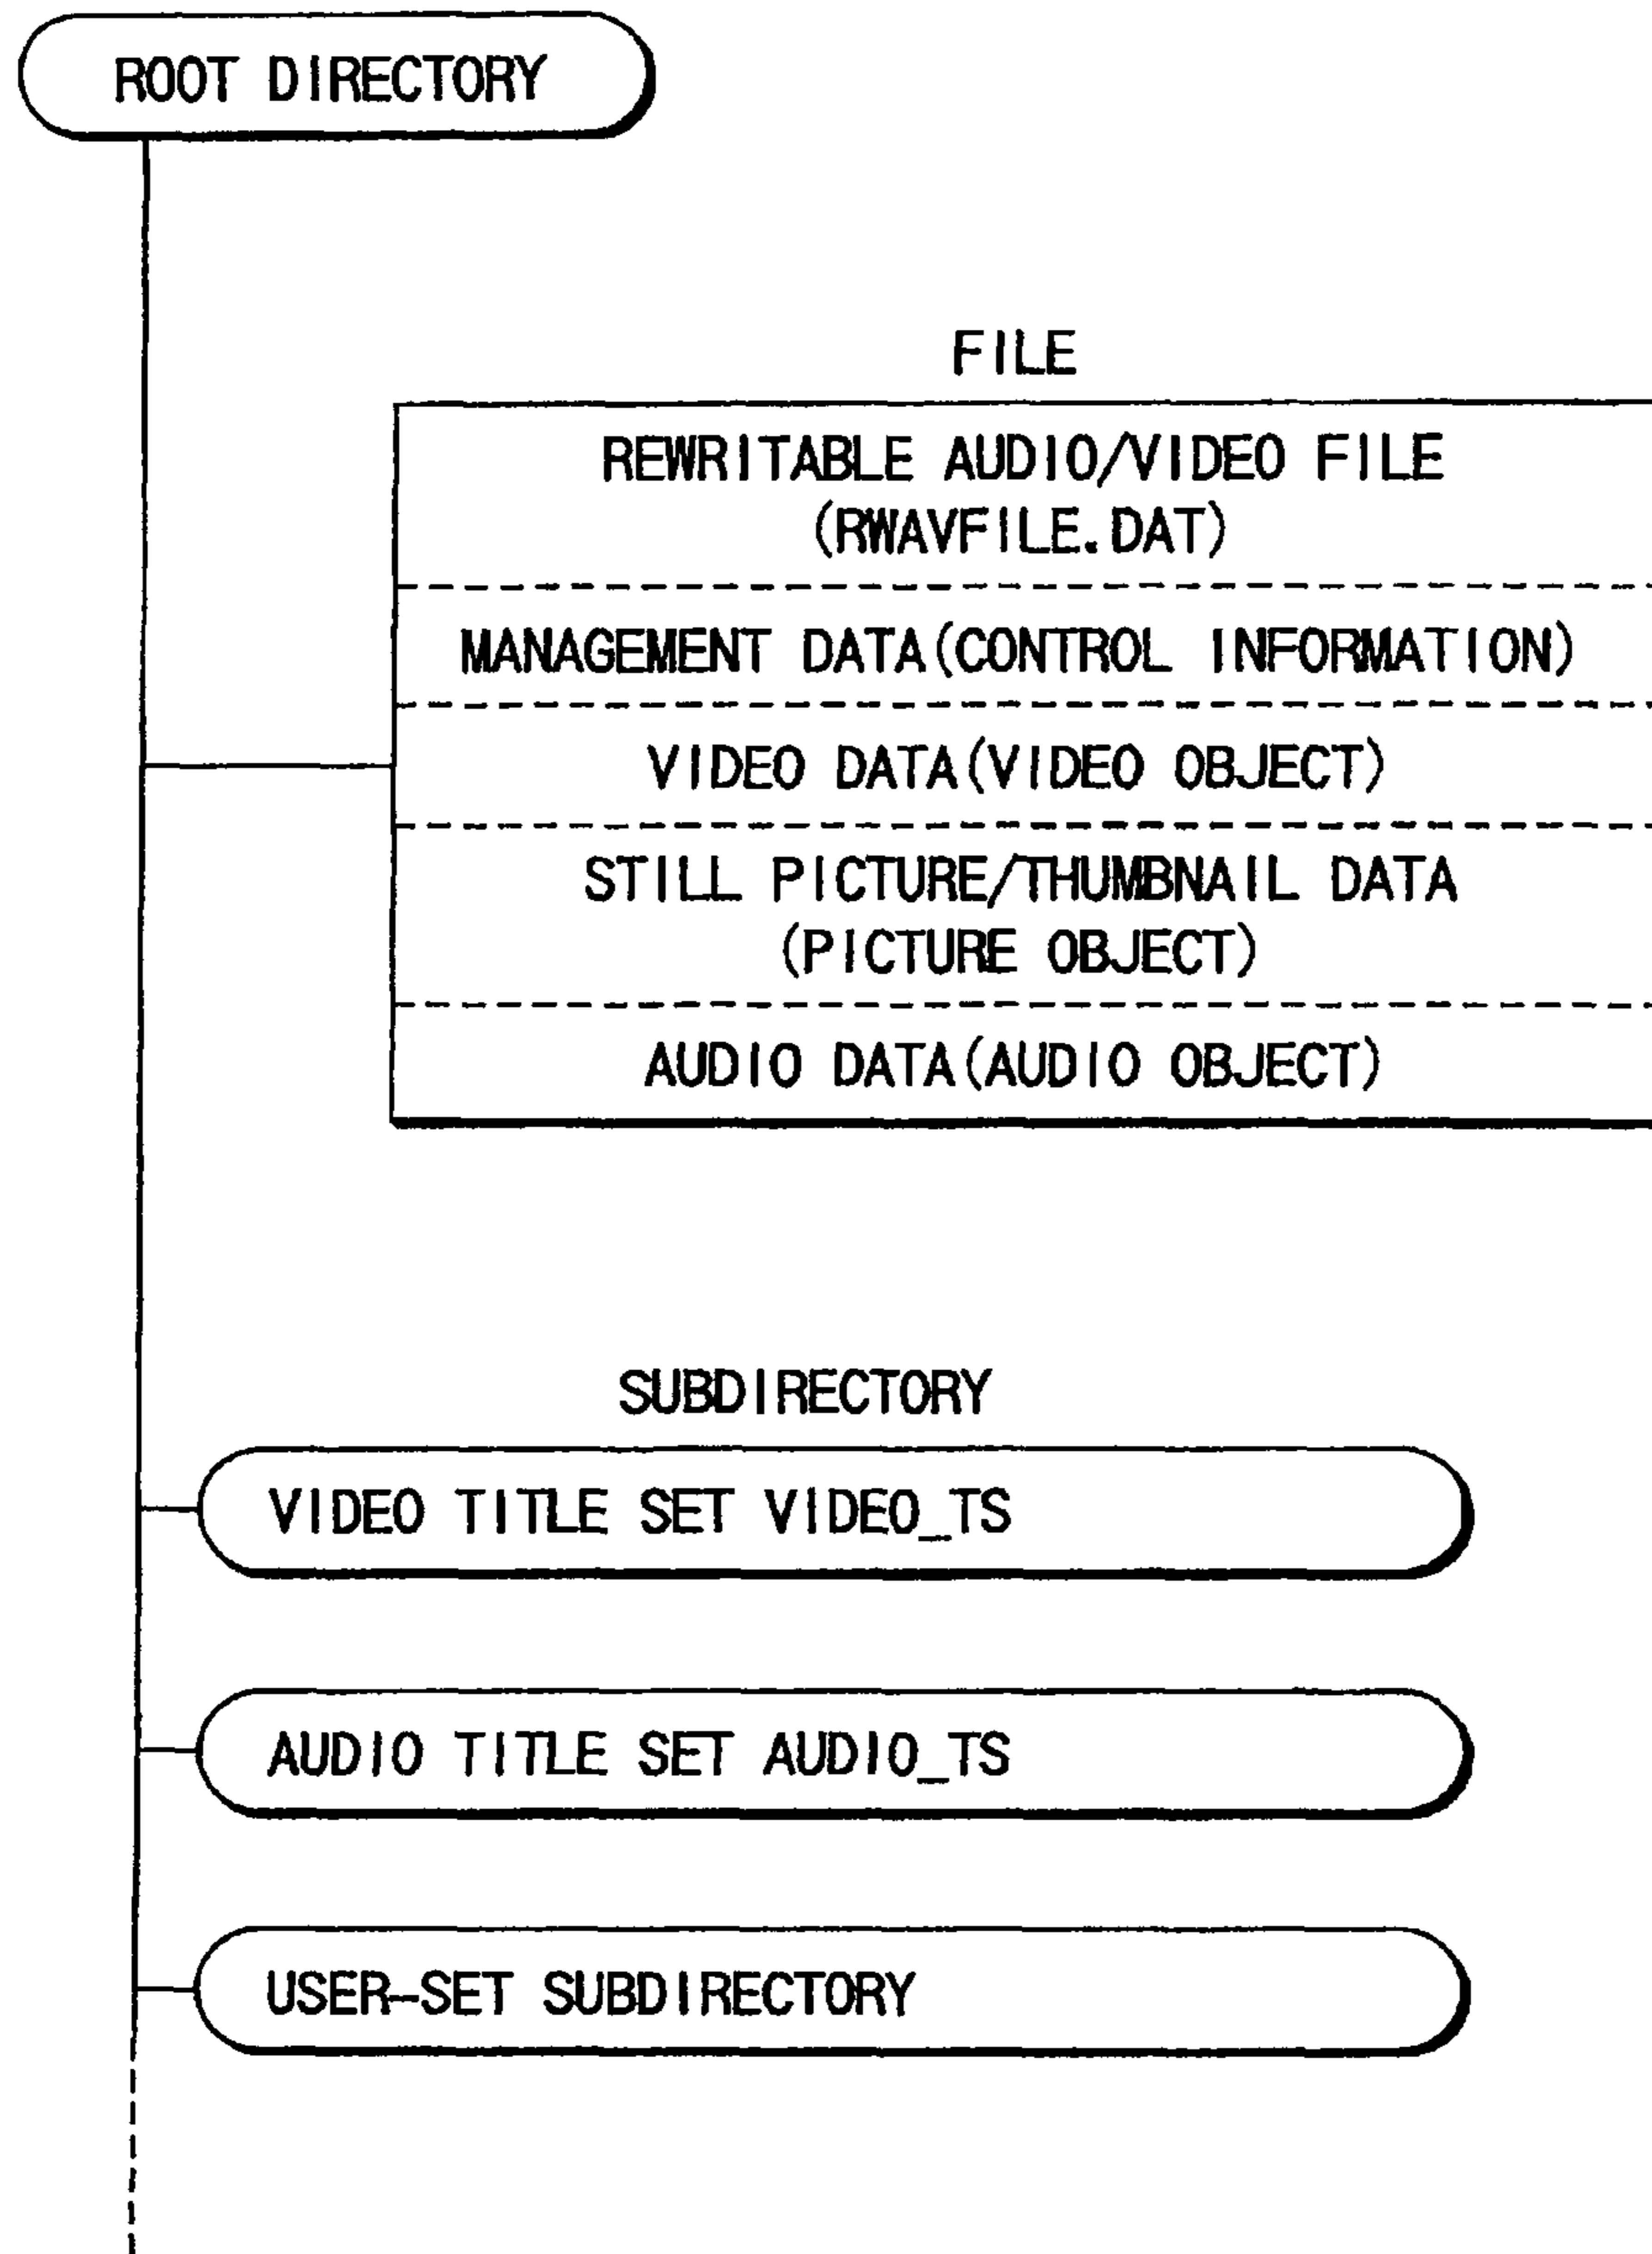 ROOT DIRECTORY
FILE
REWRITABLE AUDIO/VIDEO FILE
(RWAVFILE.DAT)
MANAGEMENT DATA(CONTROL INFORMATION)
VIDEO DATA(VIDEO OBJECT)
STILL PICTURE/THUMBNAIL DATA
(PICTURE OBJECT)
AUDIO DATA(AUDIO OBJECT)
SUBDIRECTORY
VIDEO TITLE SET VIDEO_TS
AUDIO TITLE SET AUDIO_TS
USER-SET SUBDIRECTORY